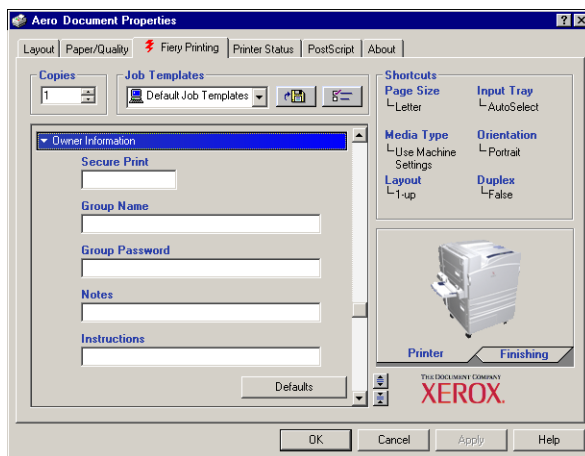 Aero Document Properties
Layout Paper/Quality Fiery Printing Printer Status PostScript About
Copies
1
Job Templates
Default Job Templates
Owner Information
Secure Print
Group Name
Group Password
Notes
Instructions
Defaults
Shortcuts
Page Size
Letter
Input Tray
AutoSelect
Media Type
Use Machine
Settings
Orientation
Portrait
Layout
1-up
Duplex
False
Printer Finishing
THE DOCUMENT COMPANY
XEROX.
OK Cancel Apply Help